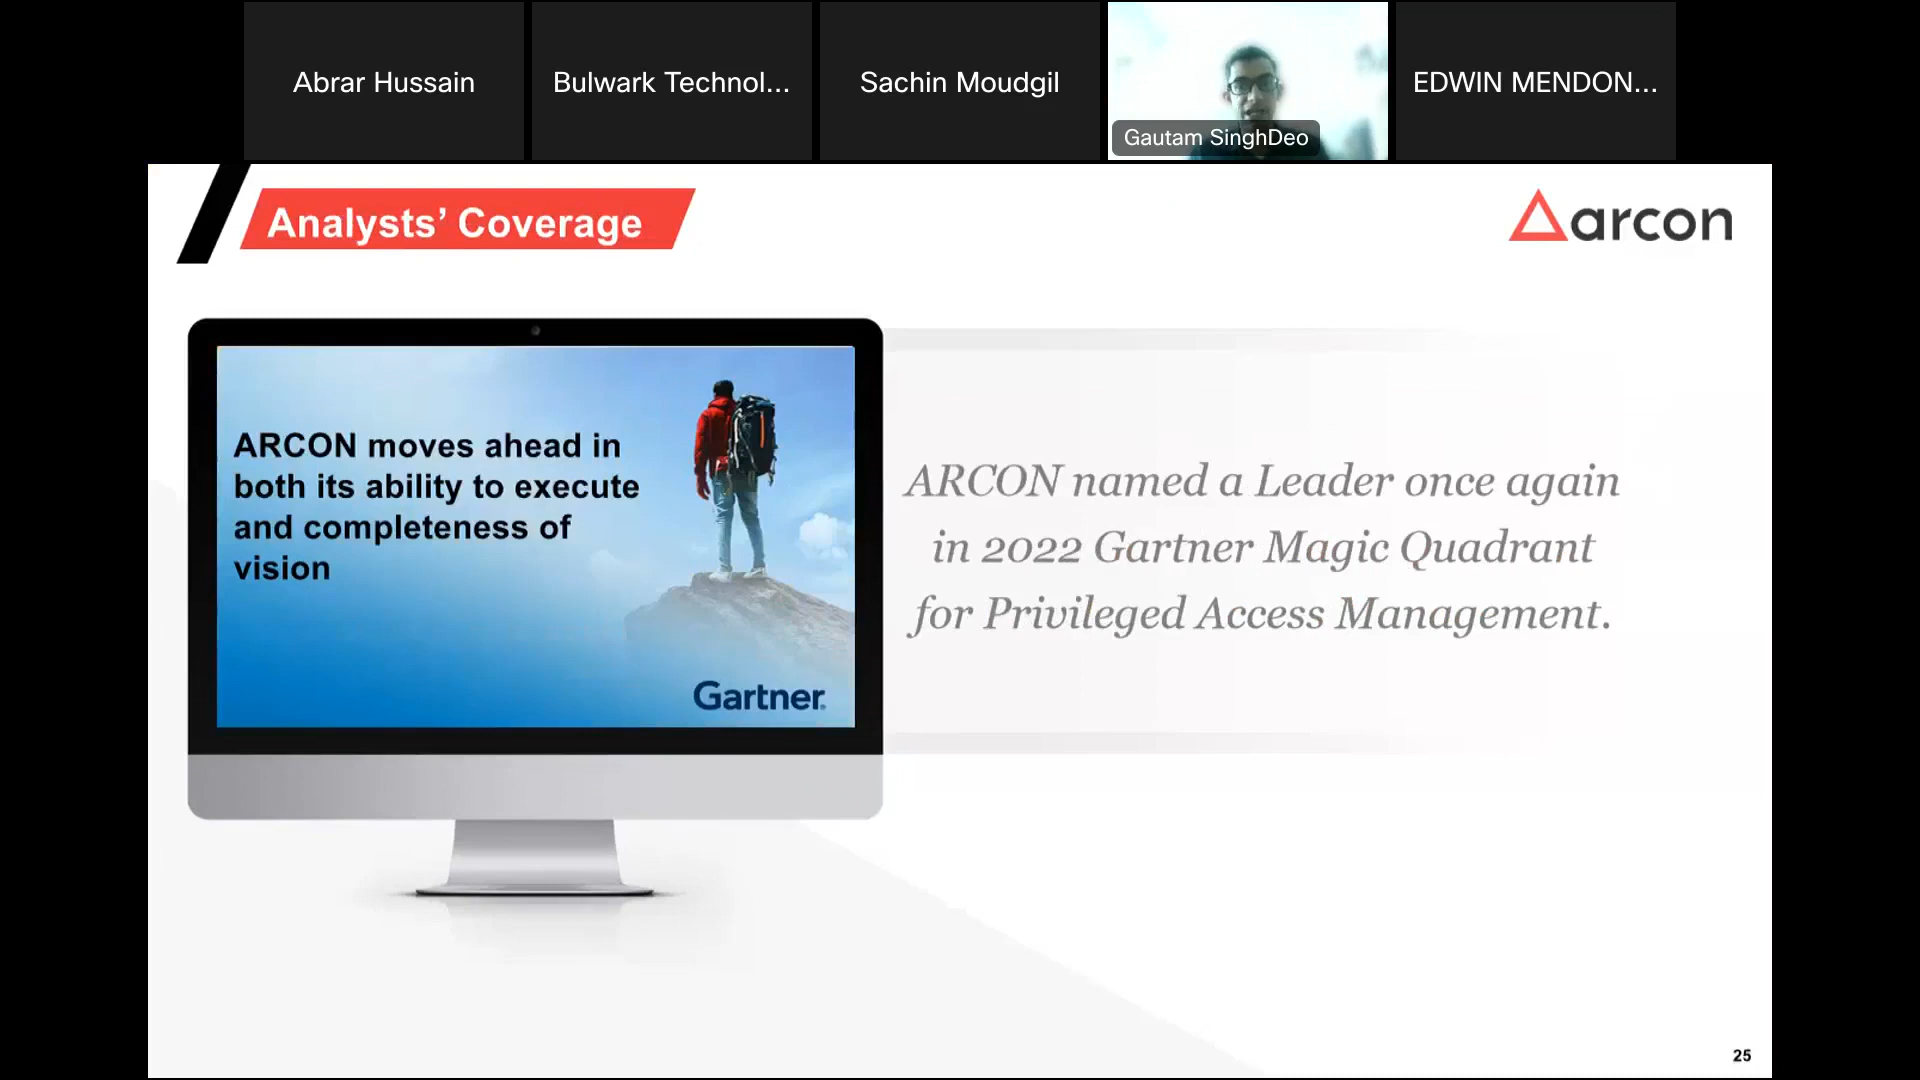 Abrar Hussain
Bulwark Technol...
Sachin Moudgil
Gautam SinghDeo
EDWIN MENDON...
Analysts’ Coverage
arcon
ARCON moves ahead in
both its ability to execute
and completeness of
vision
Gartner.
ARCON named a Leader once again
in 2022 Gartner Magic Quadrant
for Privileged Access Management.
25